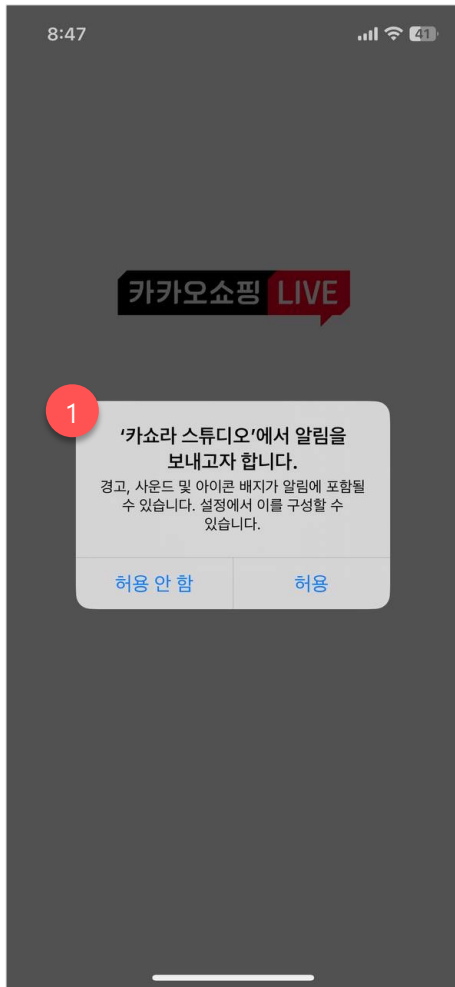 8:47
41
카카오쇼핑 LIVE
1
‘카쇼라 스튜디오’에서 알림을
보내고자 합니다.
경고, 사운드 및 아이콘 배지가 알림에 포함될
수 있습니다. 설정에서 이를 구성할 수
있습니다.
허용 안 함 허용